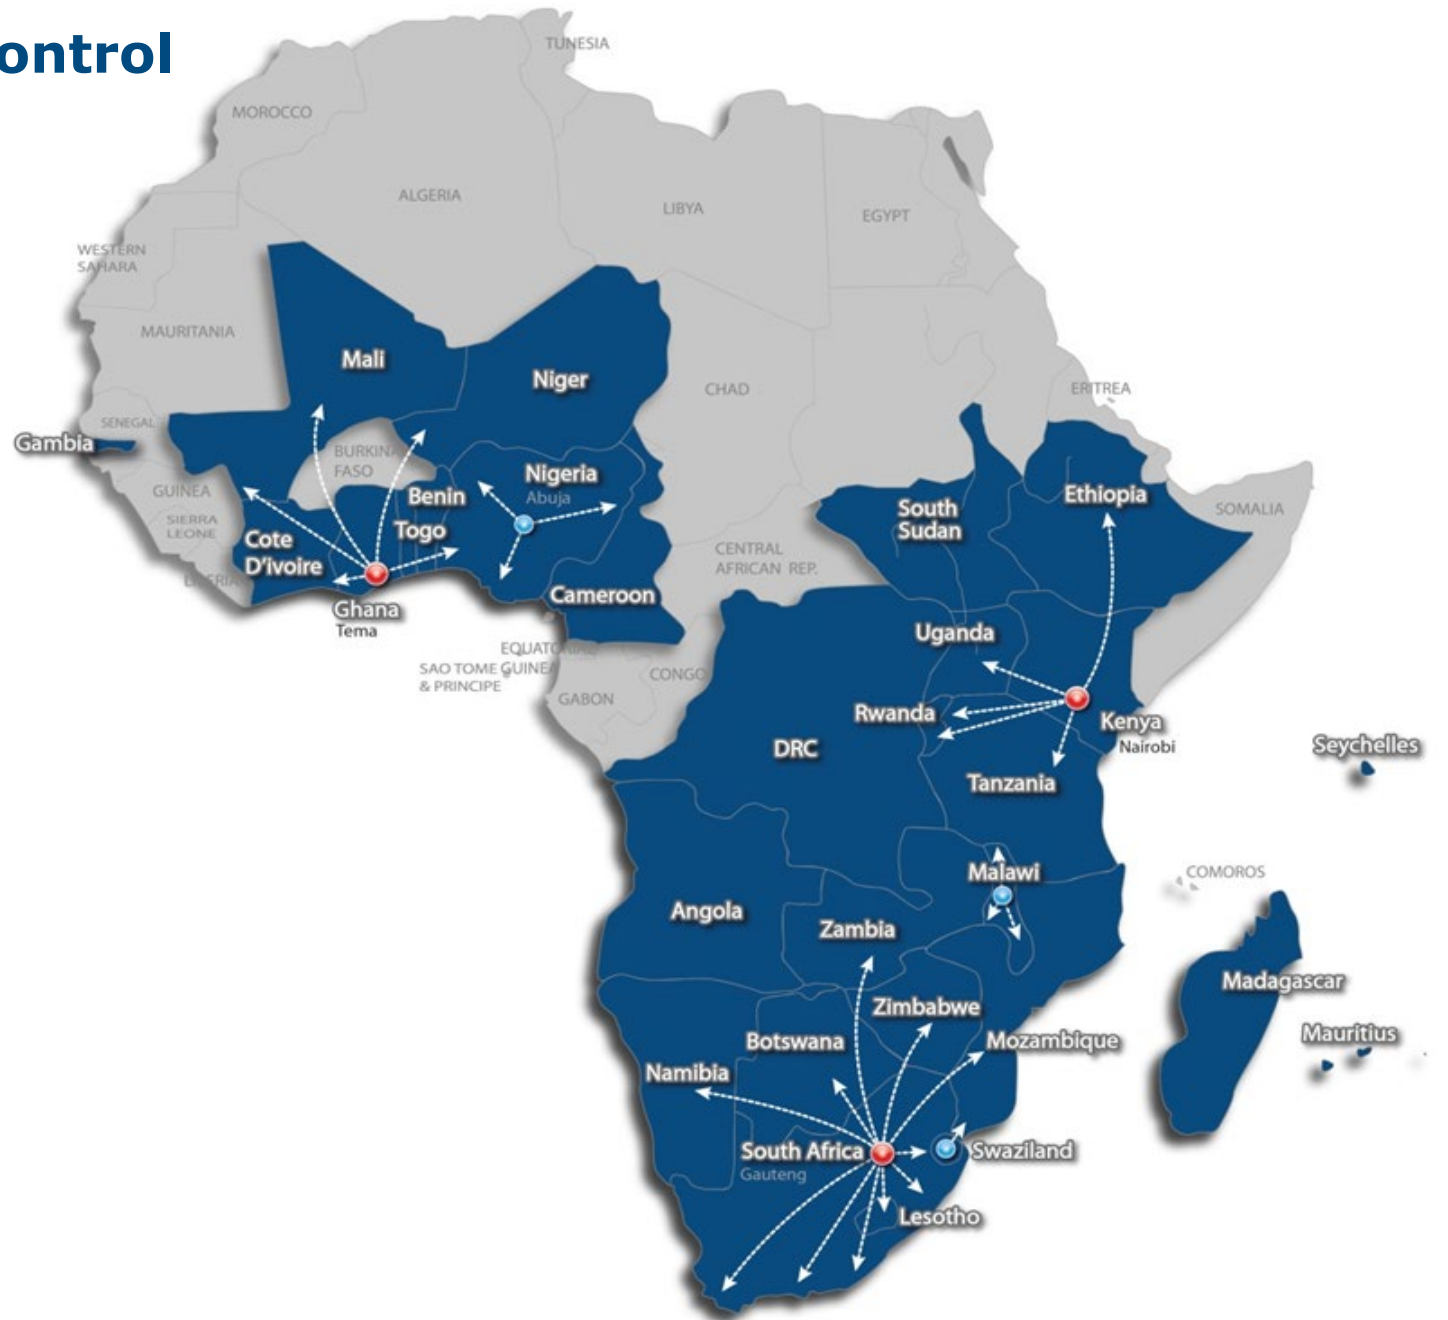 ontrol
TUNESIA
MOROCCO
ALGERIA
LIBYA
EGYPT
WESTERN
SAHARA
MAURITANIA
Mali
Niger
CHAD
ERITREA
SENEGAL
Gambia
BURKINA
FASO
GUINEA
Nigeria
Abuja
Benin
Togo
SIERRA
LEONE
Cote
D'ivoire
LIBERIA
Ghana
Tema
Cameroon
South
Sudan
Ethiopia
SOMALIA
CENTRAL
AFRICAN REP.
EQUATORIAL
GUINEA
SAO TOME
& PRINCIPE
GABON
CONGO
Uganda
Rwanda
Kenya
Nairobi
DRC
Tanzania
Seychelles
Malawi
COMOROS
Angola
Zambia
Madagascar
Zimbabwe
Mauritius
Botswana
Mozambique
Namibia
South Africa
Gauteng
Swaziland
Lesotho